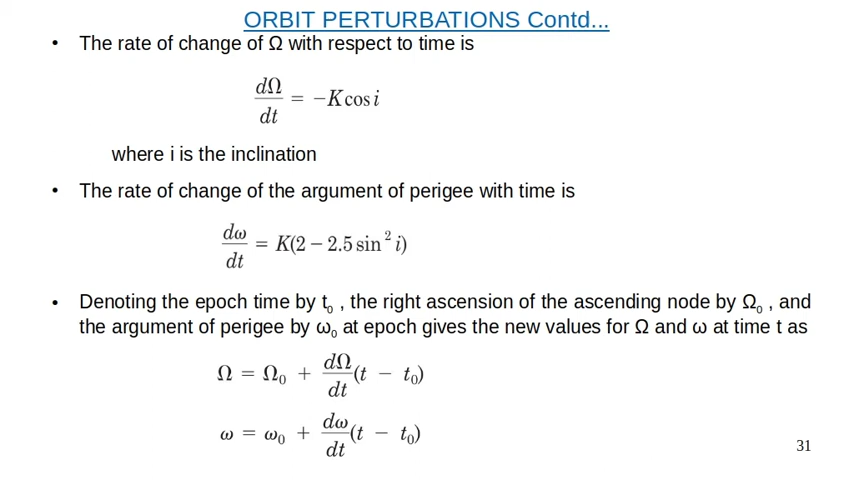 ORBIT PERTURBATIONS Contd...
• The rate of change of Ω with respect to time is
dΩ/dt = −K cos i
where i is the inclination
• The rate of change of the argument of perigee with time is
dω/dt = K(2 − 2.5 sin² i)
• Denoting the epoch time by t₀ , the right ascension of the ascending node by Ω₀ , and
the argument of perigee by ω₀ at epoch gives the new values for Ω and ω at time t as
Ω = Ω₀ + dΩ/dt (t − t₀)
ω = ω₀ + dω/dt (t − t₀)
31